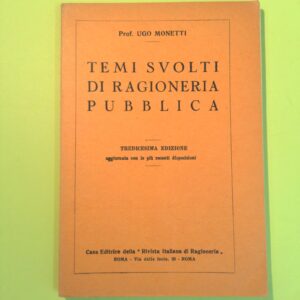 Prof. UGO MONETTI
TEMI SVOLTI
DI RAGIONERIA
PUBBLICA
TREDICESIMA EDIZIONE
aggiornata con le più recenti disposizioni
Casa Editrice della "Rivista Italiana di Ragioneria"
ROMA - Via delle Isole, 30 - ROMA